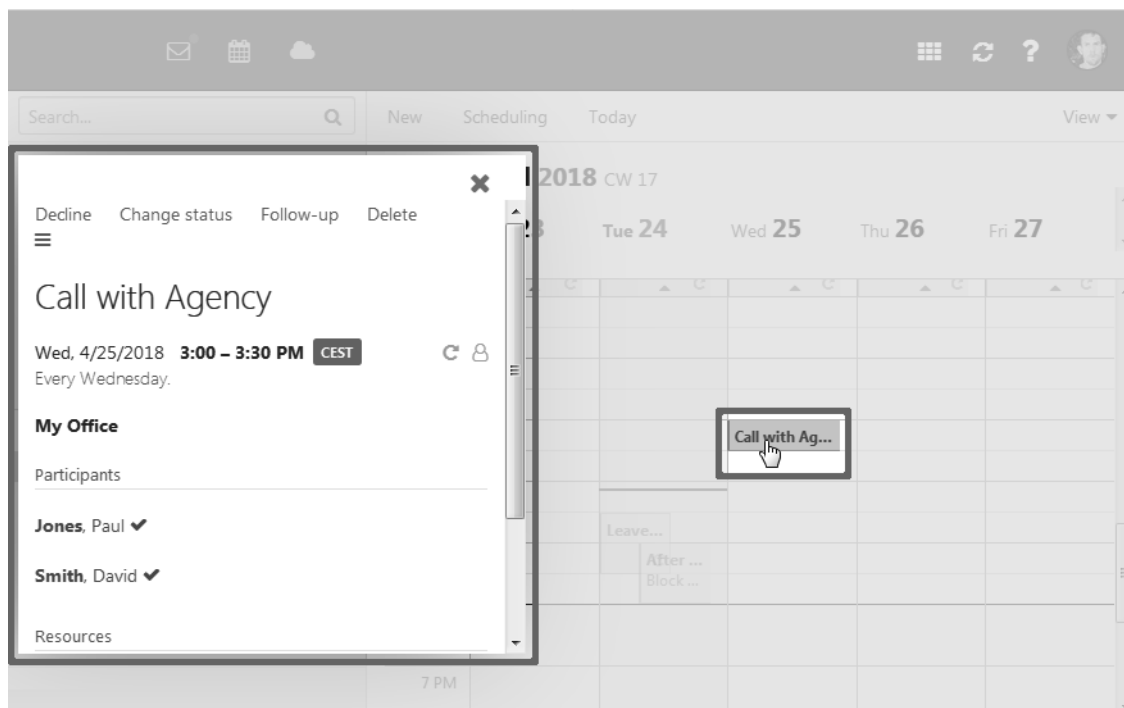 Search...
New Scheduling Today View
2018 CW 17
23 Tue 24 Wed 25 Thu 26 Fri 27
Decline Change status Follow-up Delete
Call with Agency
Wed, 4/25/2018 3:00 – 3:30 PM CEST
Every Wednesday.
My Office
Participants
Jones, Paul
Smith, David
Resources
Call with Ag...
Leave...
After ...
Block ...
7 PM